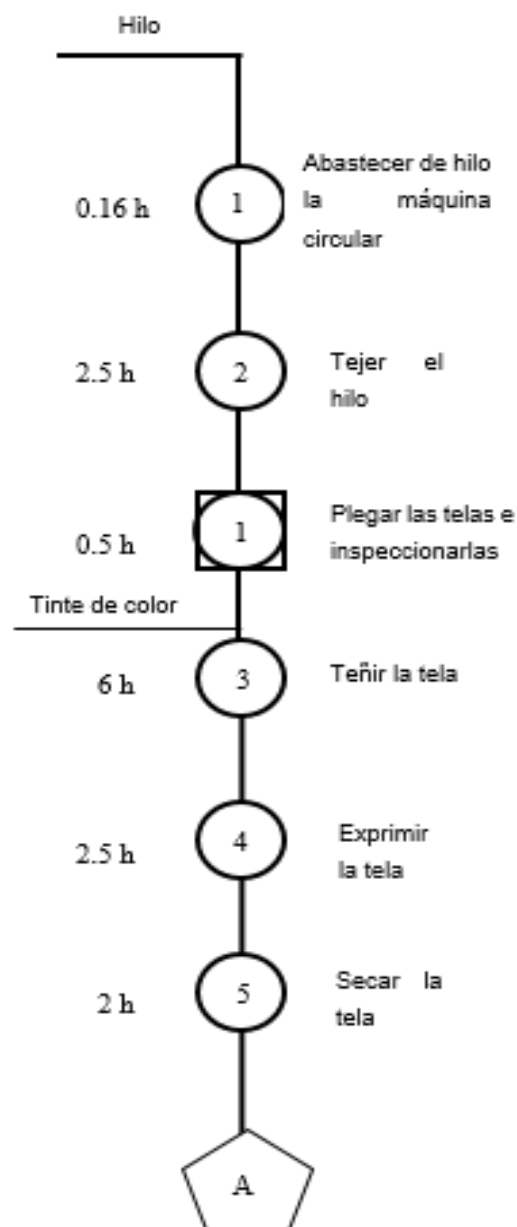 Hilo
Abastecer de hilo
0.16 h
1
la máquina
circular
Tejer el
2.5 h
2
hilo
Plegar las telas e
0.5 h
1
inspeccionarlas
Tinte de color
6 h
3
Teñir la tela
Exprimir
2.5 h
4
la tela
Secar la
2 h
5
tela
A